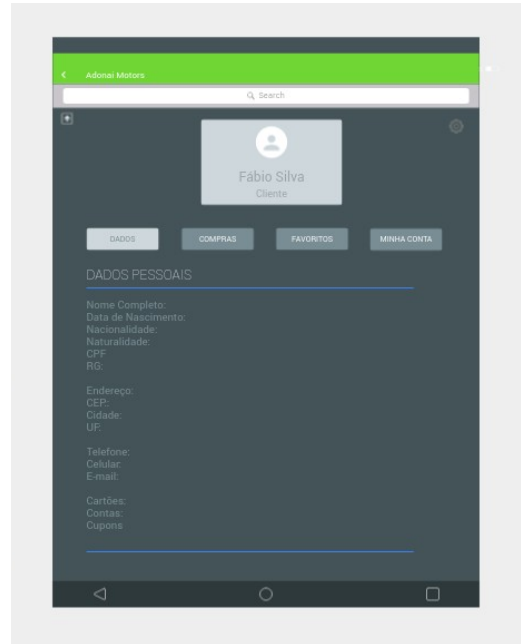 Adonai Motors
Search
Fábio Silva
Cliente
DADOS
COMPRAS
FAVORITOS
MINHA CONTA
DADOS PESSOAIS
Nome Completo:
Data de Nascimento:
Nacionalidade:
Naturalidade:
CPF
RG:
Endereço:
CEP::
Cidade:
UF:
Telefone:
Celular:
E-mail:
Cartões:
Contas:
Cupons